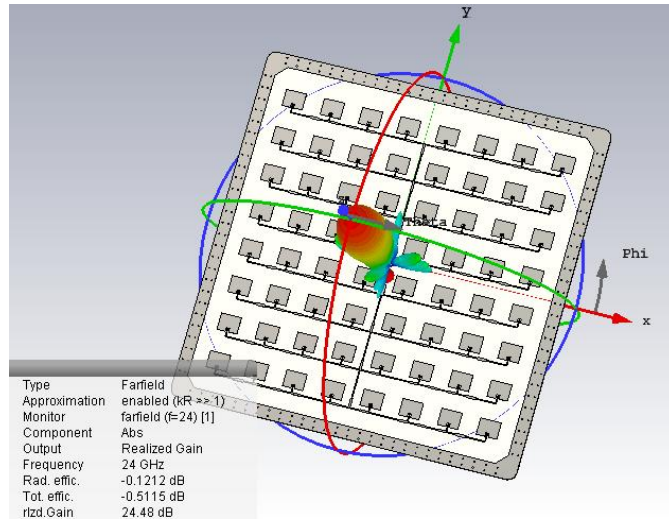 y
z
Theta
Phi
x
Type Farfield
Approximation enabled (kR >> 1)
Monitor farfield (f=24) [1]
Component Abs
Output Realized Gain
Frequency 24 GHz
Rad. effic. -0.1212 dB
Tot. effic. -0.5115 dB
rlzd.Gain 24.48 dB